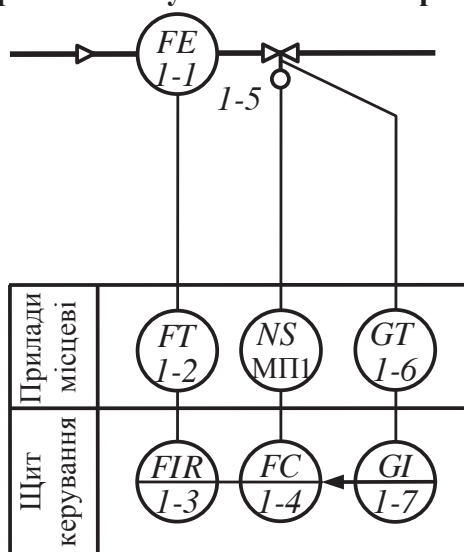 FE
1-1
1-5
Прилади
місцеві
FT
1-2
NS
МП1
GT
1-6
Щит
керування
FIR
1-3
FC
1-4
GI
1-7